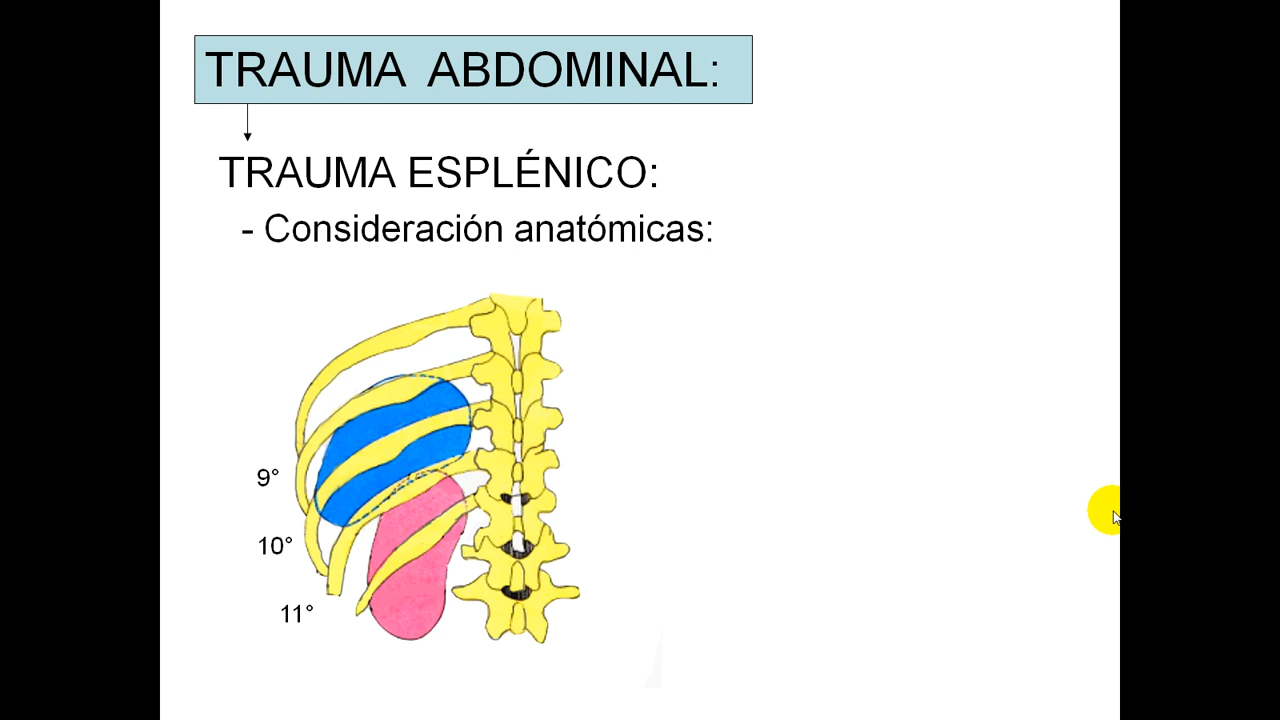 TRAUMA ABDOMINAL:
TRAUMA ESPLÉNICO:
- Consideración anatómicas:
9°
10°
11°